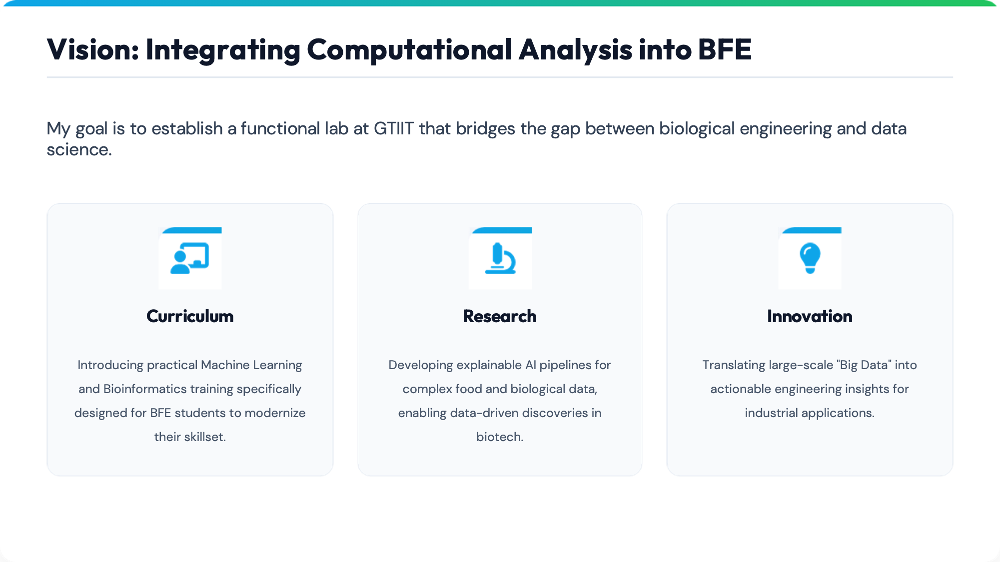 Vision: Integrating Computational Analysis into BFE
My goal is to establish a functional lab at GTIIT that bridges the gap between biological engineering and data
science.
Curriculum
Introducing practical Machine Learning
and Bioinformatics training specifically
designed for BFE students to modernize
their skillset.
Research
Developing explainable AI pipelines for
complex food and biological data,
enabling data-driven discoveries in
biotech.
Innovation
Translating large-scale "Big Data" into
actionable engineering insights for
industrial applications.